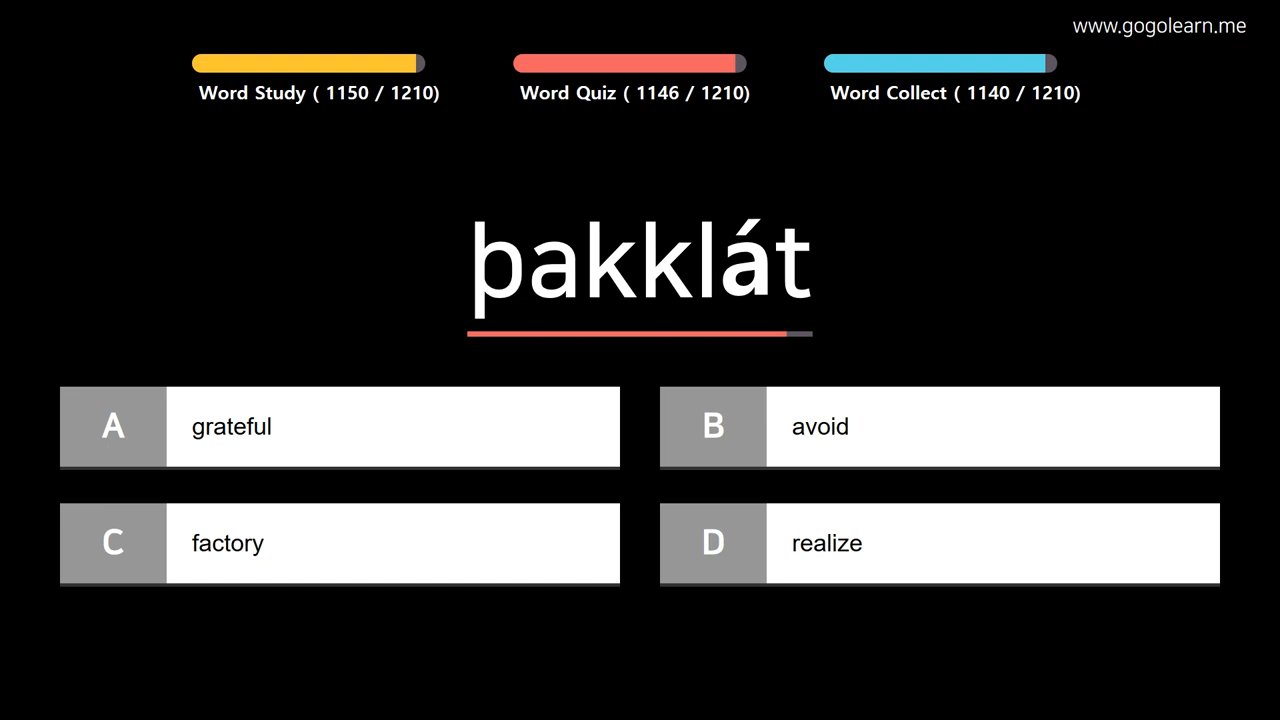 www.gogolearn.me
Word Study ( 1150 / 1210)
Word Quiz ( 1146 / 1210)
Word Collect ( 1140 / 1210)
þakklát
A grateful
B avoid
C factory
D realize